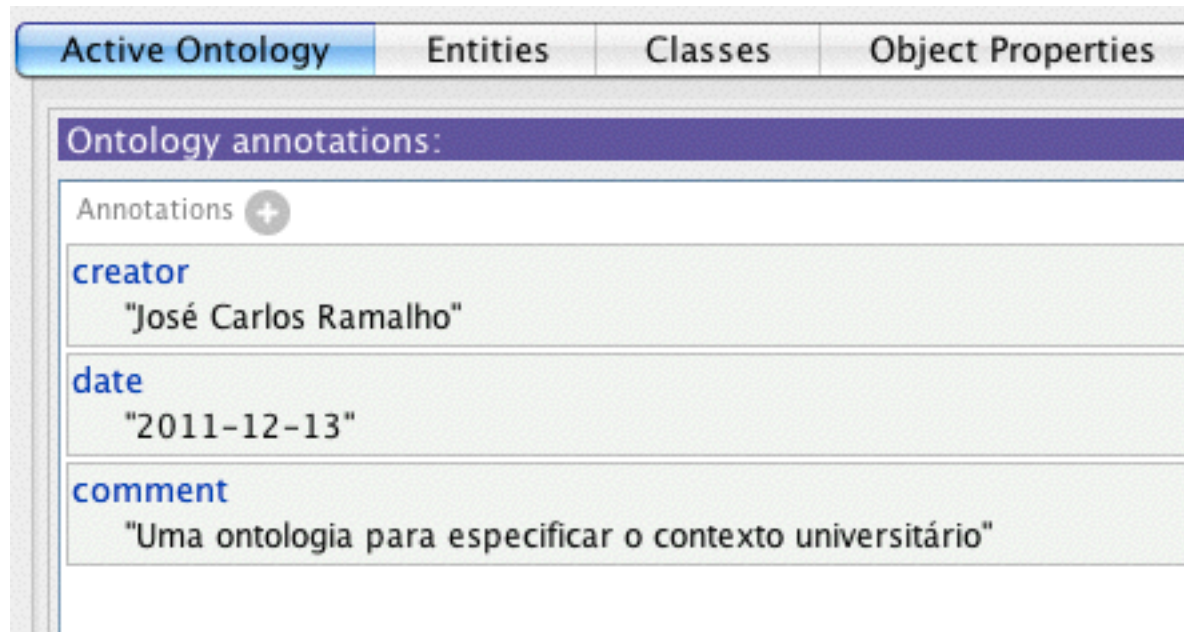 Active Ontology Entities Classes Object Properties
Ontology annotations:
Annotations
creator
"José Carlos Ramalho"
date
"2011-12-13"
comment
"Uma ontologia para especificar o contexto universitário"